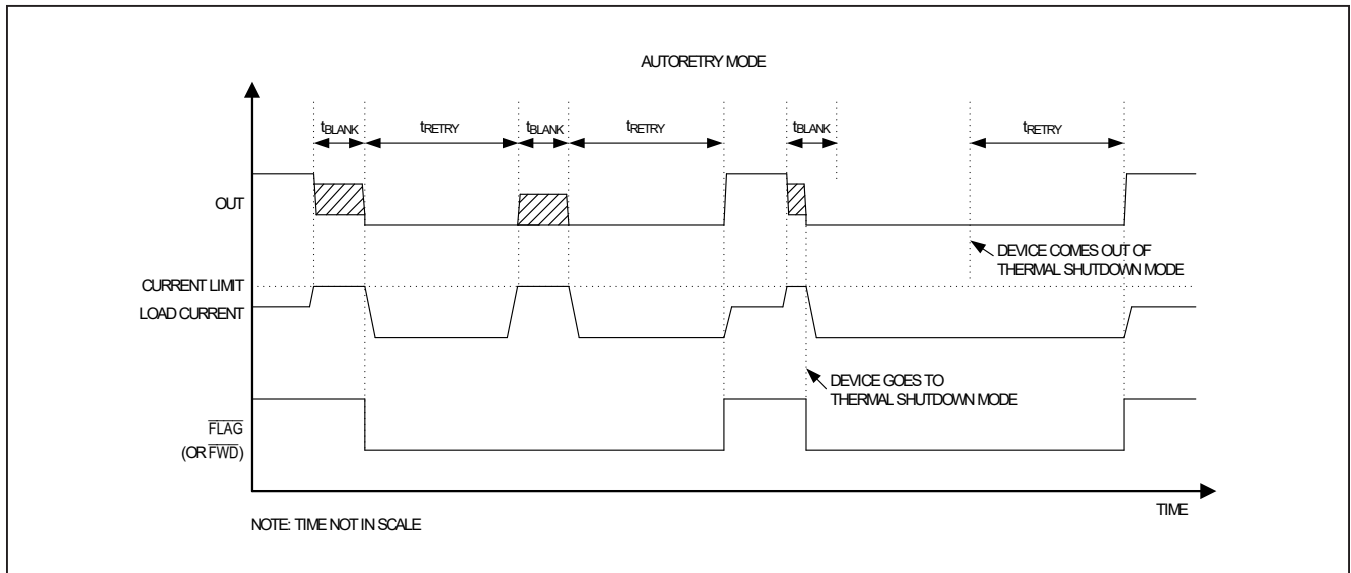 AUTORETRY MODE
tBLANK
tRETRY
tBLANK
tRETRY
tBLANK
tRETRY
OUT
DEVICE COMES OUT OF
THERMAL SHUTDOWN MODE
CURRENT LIMIT
LOAD CURRENT
DEVICE GOES TO
THERMAL SHUTDOWN MODE
FLAG
(OR FWD)
TIME
NOTE: TIME NOT IN SCALE